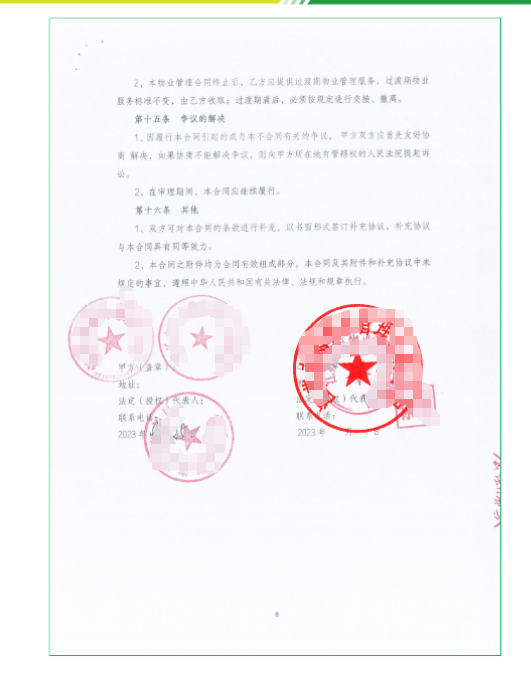 2、本物业管理合同终止后，乙方应提供过渡期物业管理服务，过渡期物业
服务标准不变，由乙方收取；过渡期满后，必须按规定进行交验、撤离。
第十五条 争议的解决
1、因履行本合同引起的或与本不合同有关的争议， 甲方双方应首先友好协
商 解决，如果协商不能解决争议，则向甲方所在地有管辖权的人民法院提起诉
讼。
2、在审理期间，本合同应继续履行。
第十六条 其他
1、双方可对本合同的条款进行补充，以书面形式签订补充协议，补充协议
与本合同具有同等效力。
2、本合同之附件均为合同有效组成部分。本合同及其附件和补充协议中未
规定的事宜，遵照中华人民共和国有关法律、法规和规章执行。
甲方（盖章）
地址：
法定（授权）代表人： 法定 权）代表
联系电话 联系 话：
2023 年 2023 年 月
8